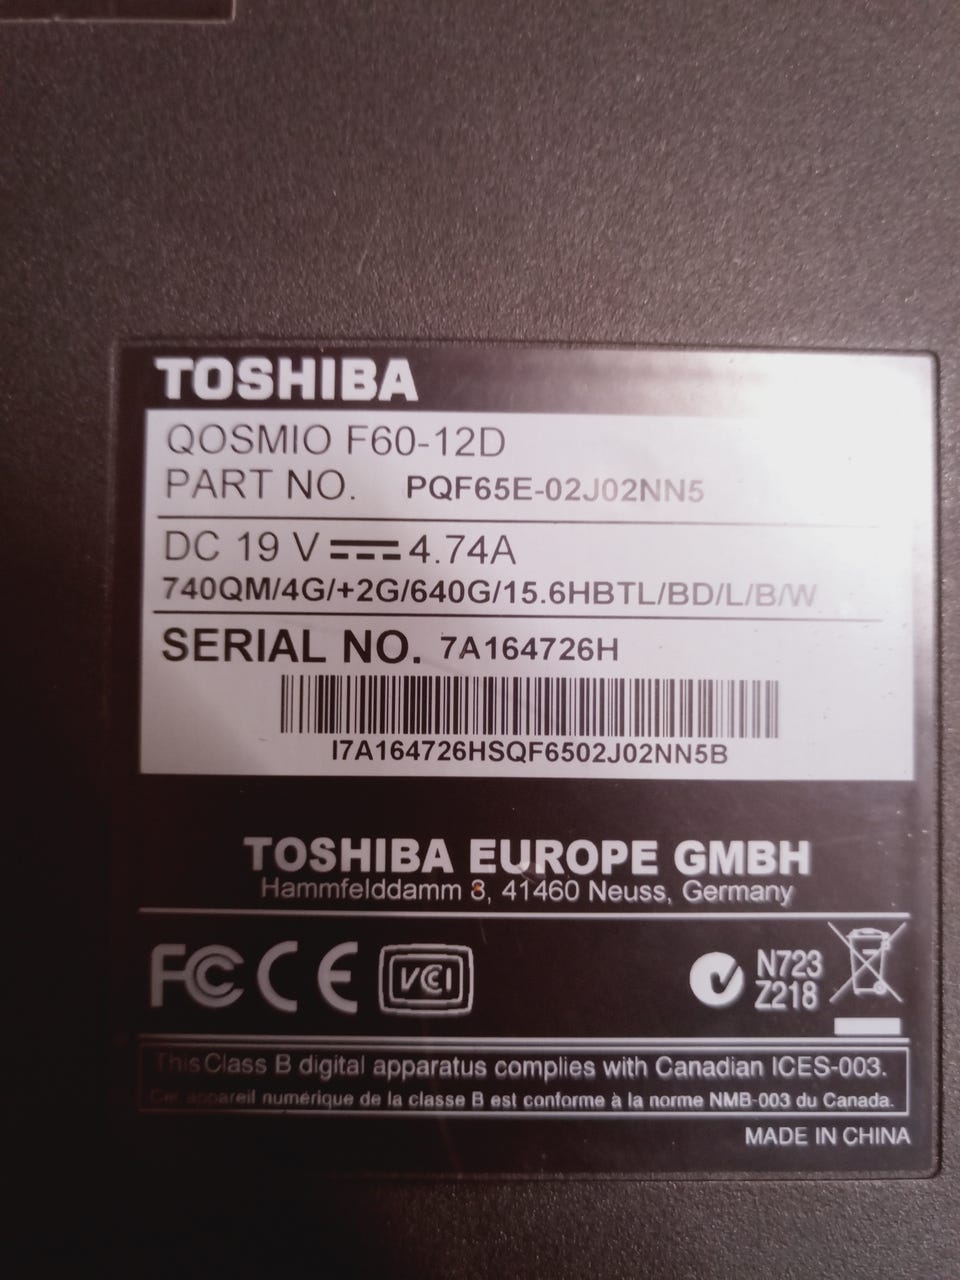 TOSHIBA
QOSMIO F60-12D
PART NO. PQF65E-02J02NN5
DC 19 V ⎓ 4.74A
740QM/4G/+2G/640G/15.6HBTL/BD/L/B/W
SERIAL NO. 7A164726H
I7A164726HSQF6502J02NN5B
TOSHIBA EUROPE GMBH
Hammfelddamm 8, 41460 Neuss, Germany
FC CE VCI N723
Z218
This Class B digital apparatus complies with Canadian ICES-003.
Cet appareil numérique de la classe B est conforme à la norme NMB-003 du Canada.
MADE IN CHINA